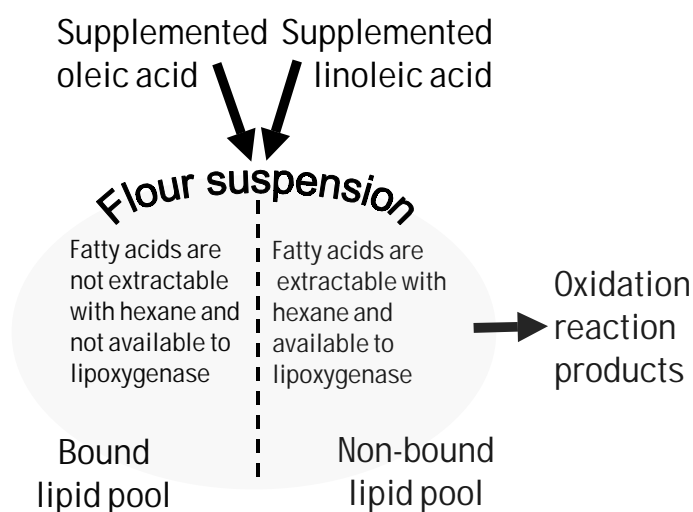 Supplemented
oleic acid
Supplemented
linoleic acid
Flour suspension
Fatty acids are
not extractable
with hexane and
not available to
lipoxygenase
Fatty acids are
extractable with
hexane and
available to
lipoxygenase
Oxidation
reaction
products
Bound
lipid pool
Non-bound
lipid pool